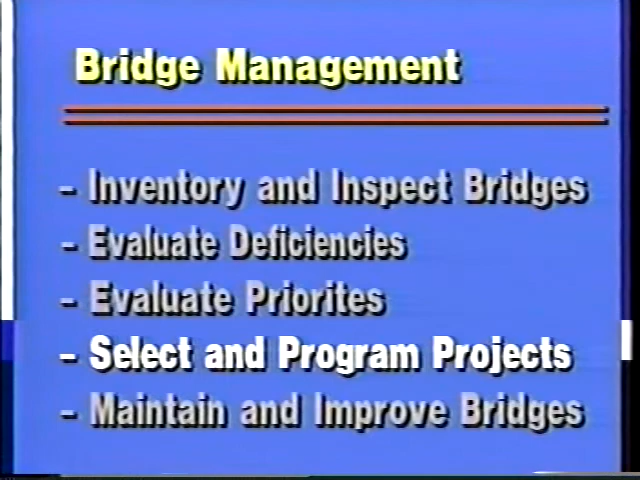 Bridge Management
– Inventory and Inspect Bridges
– Evaluate Deficiencies
– Evaluate Priorites
– Select and Program Projects
– Maintain and Improve Bridges